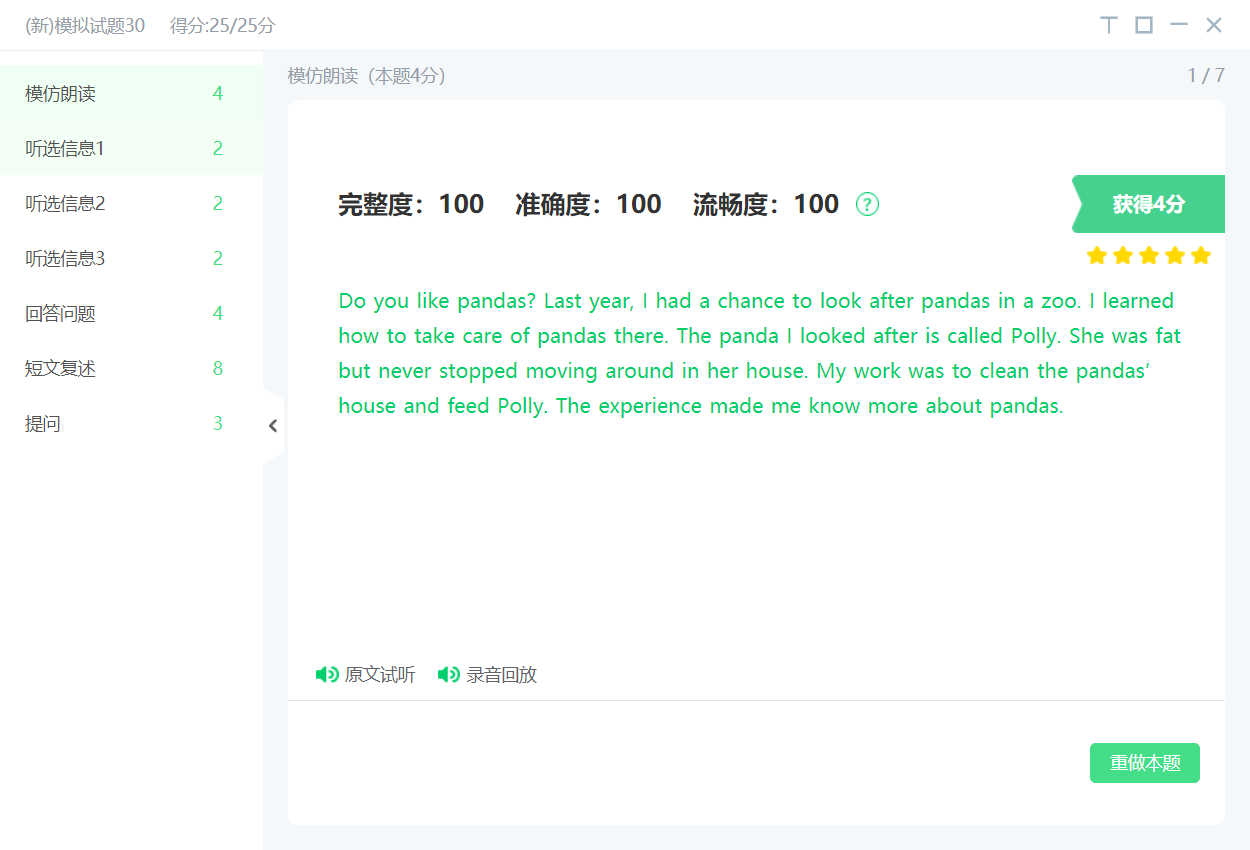 (新)模拟试题30 得分:25/25分
模仿朗读 4
听选信息1 2
听选信息2 2
听选信息3 2
回答问题 4
短文复述 8
提问 3
模仿朗读（本题4分） 1 / 7
完整度：100 准确度：100 流畅度：100 ?
获得4分
Do you like pandas? Last year, I had a chance to look after pandas in a zoo. I learned
how to take care of pandas there. The panda I looked after is called Polly. She was fat
but never stopped moving around in her house. My work was to clean the pandas’
house and feed Polly. The experience made me know more about pandas.
原文试听 录音回放
重做本题